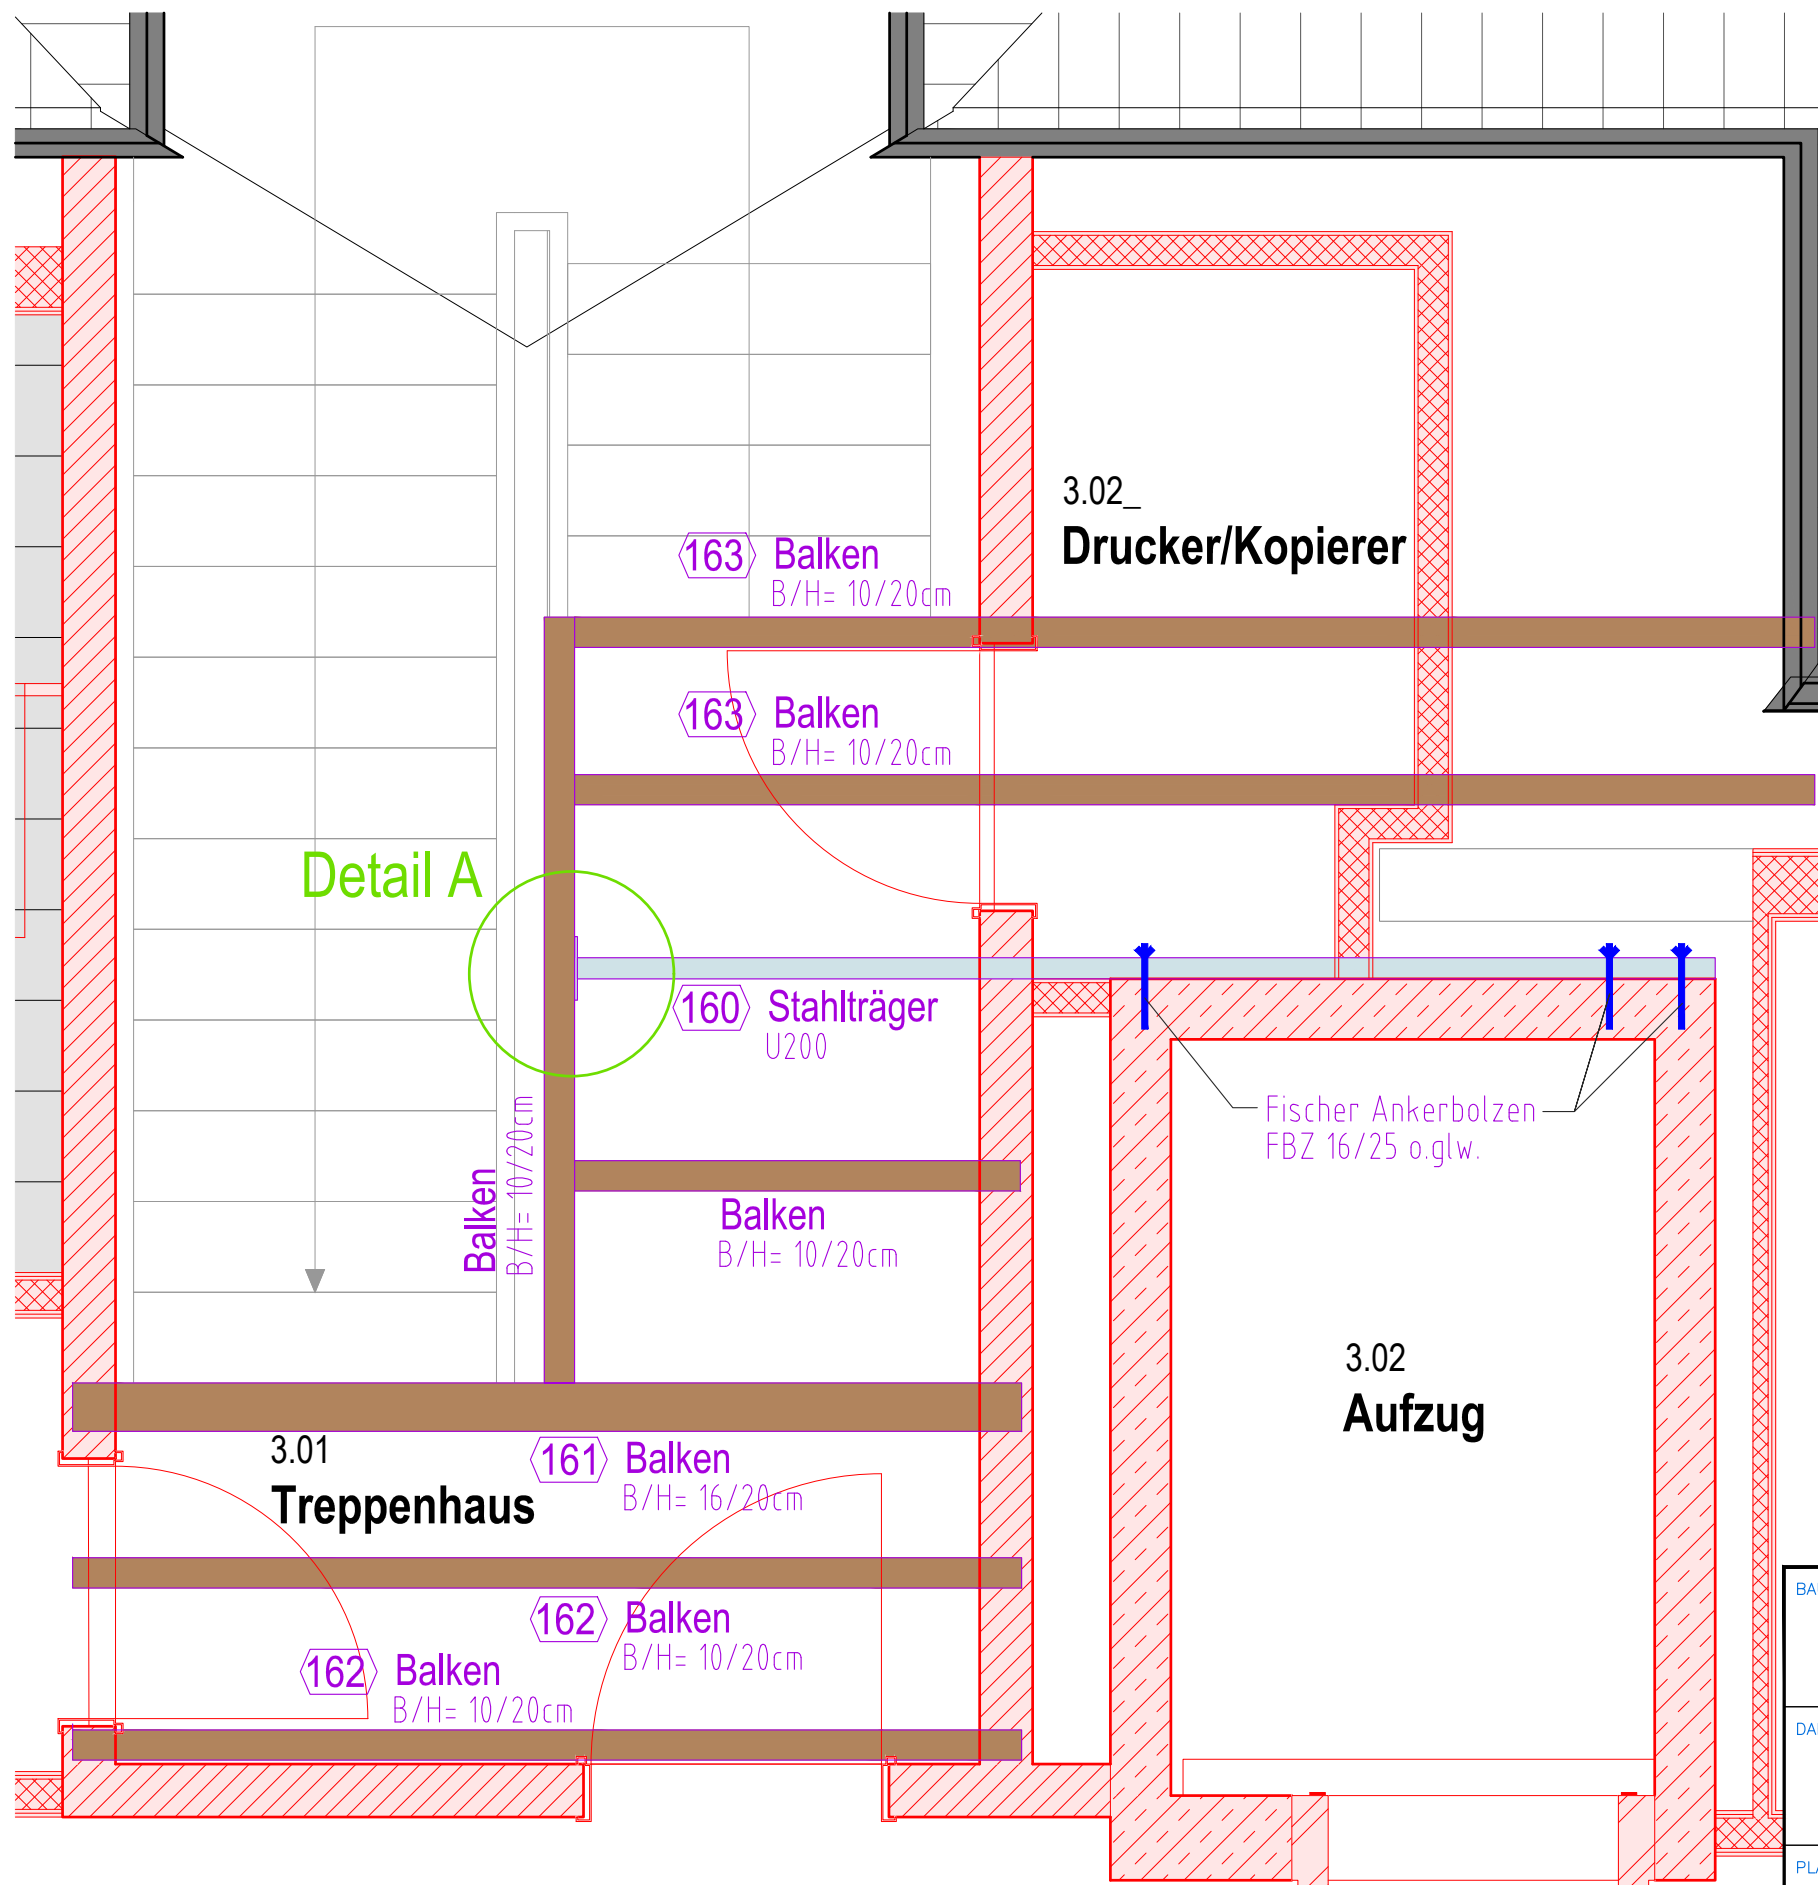 3.02_
Drucker/Kopierer
163 Balken
B/H= 10/20cm
163 Balken
B/H= 10/20cm
Detail A
160 Stahlträger
U200
Fischer Ankerbolzen
FBZ 16/25 o.glw.
Balken
B/H= 10/20cm
Balken
B/H= 10/20cm
3.02
Aufzug
3.01
Treppenhaus
161 Balken
B/H= 16/20cm
162 Balken
B/H= 10/20cm
162 Balken
B/H= 10/20cm